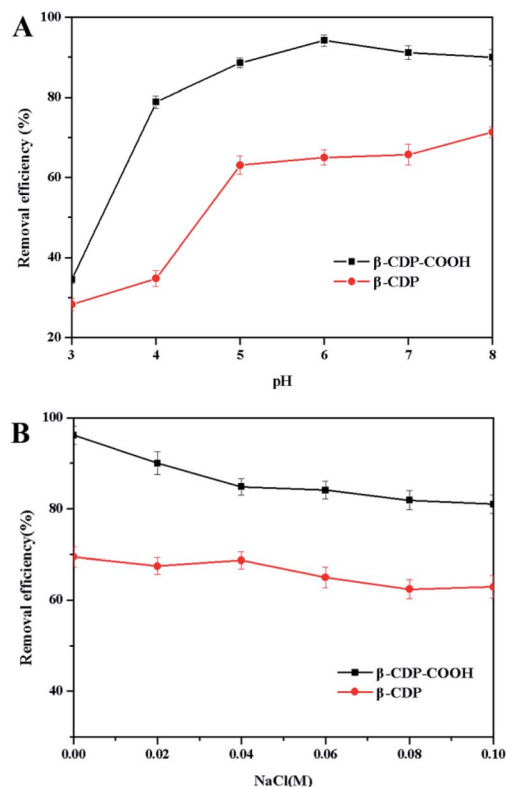 A
100
80
60
40
20
Removal efficiency (%)
β-CDP-COOH
β-CDP
3 4 5 6 7 8
pH
B
100
80
60
40
Removal efficiency(%)
β-CDP-COOH
β-CDP
0.00 0.02 0.04 0.06 0.08 0.10
NaCl(M)